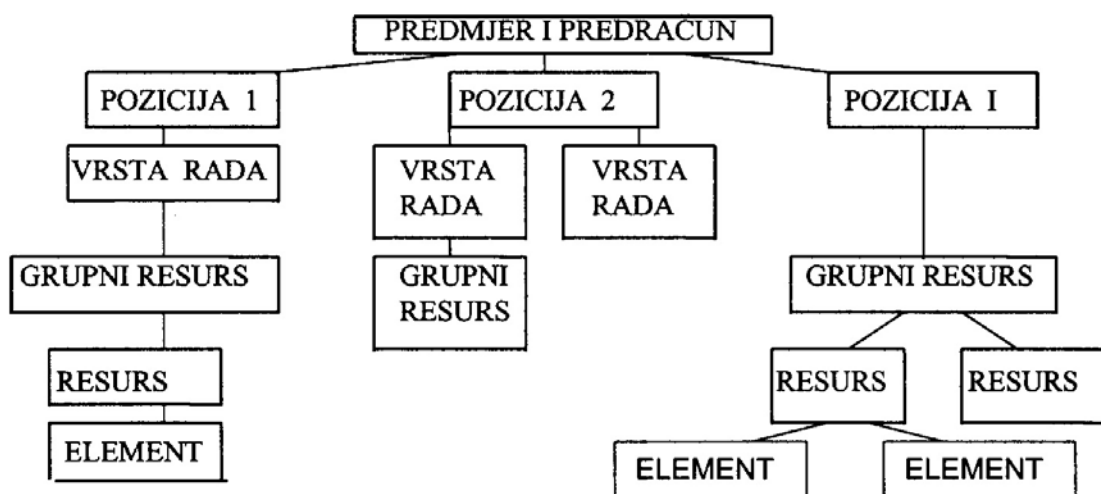 PREDMJER I PREDRAČUN
POZICIJA 1
POZICIJA 2
POZICIJA I
VRSTA RADA
VRSTA
RADA
VRSTA
RADA
GRUPNI RESURS
GRUPNI
RESURS
GRUPNI RESURS
RESURS
RESURS
RESURS
ELEMENT
ELEMENT
ELEMENT